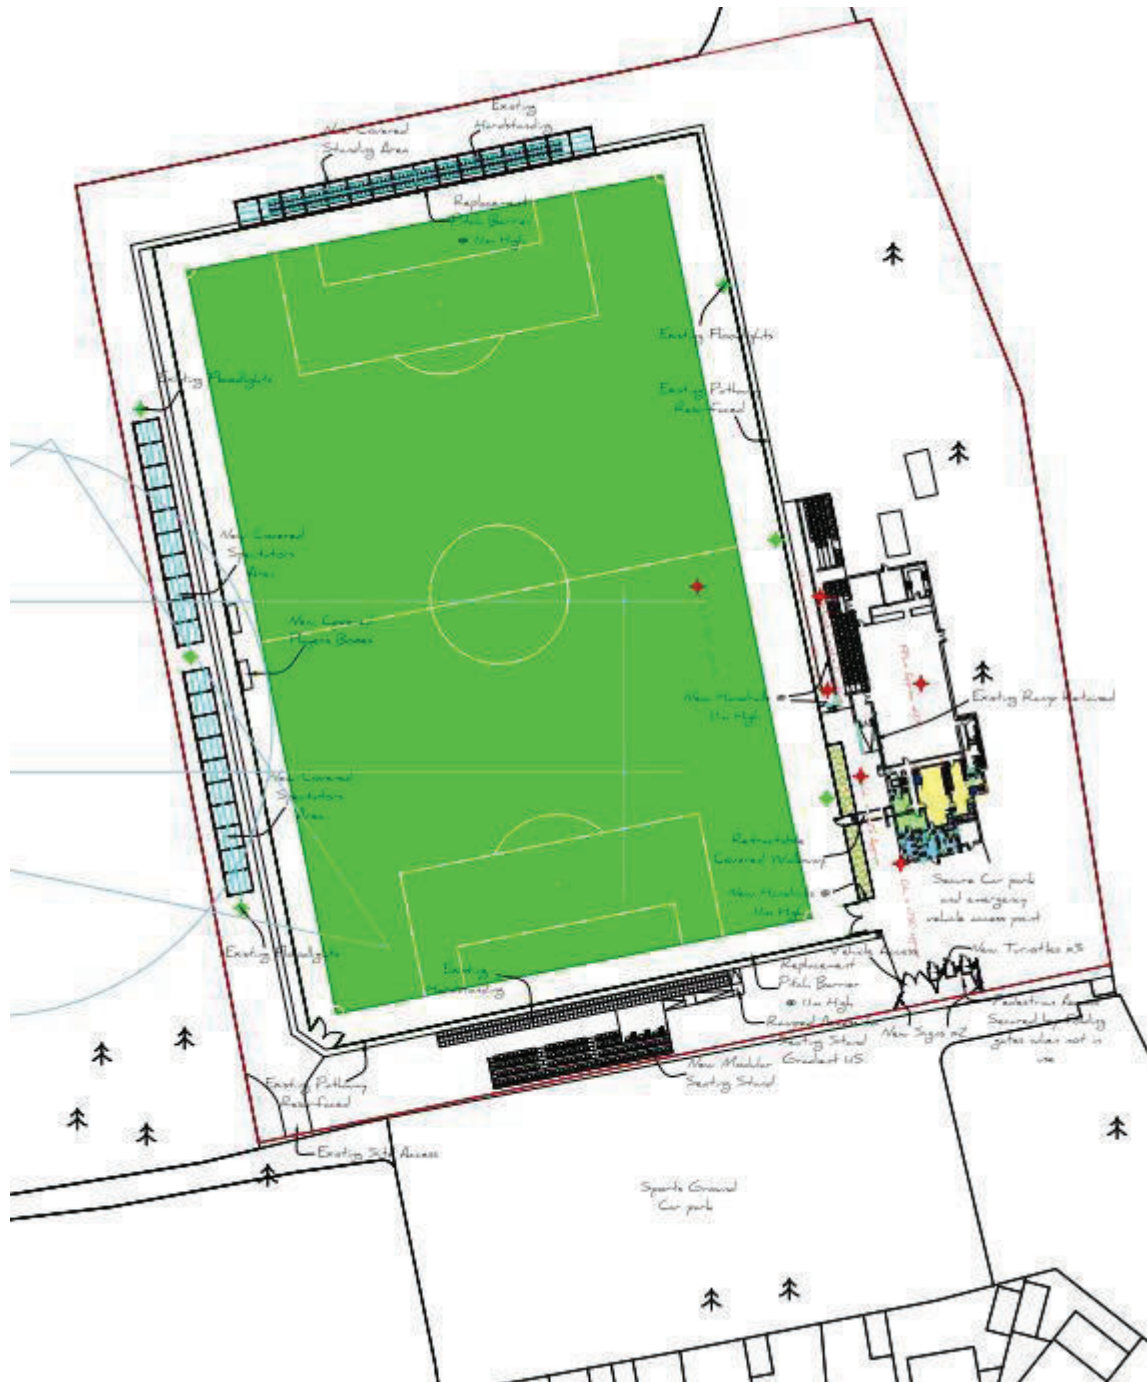 Existing
Hardstanding
New Covered
Standing Area
Replacement
Pitch Barrier
@ 1.1m High
Existing Floodlights
Existing Floodlights
Existing Pathway
Resurfaced
New Covered
Spectators
Area
New Covered
Players Boxes
New Handrails @
1.1m High
Existing Ramp Retained
New Covered
Spectators
Area
Retractable
Covered Walkway
New Handrails @
1.1m High
Secure Car park
and emergency
vehicle access point
Existing Floodlights
Existing
Hardstanding
Vehicle Access
New Turnstiles x3
Replacement
Pitch Barrier
@ 1.1m High
Seating Stand
Gradient 1:15
New Signs x2
Pedestrian Access
Secured by
gates when not in
use
New Modular
Seating Stand
Existing Pathway
Resurfaced
Existing Site Access
Sports Ground
Car park